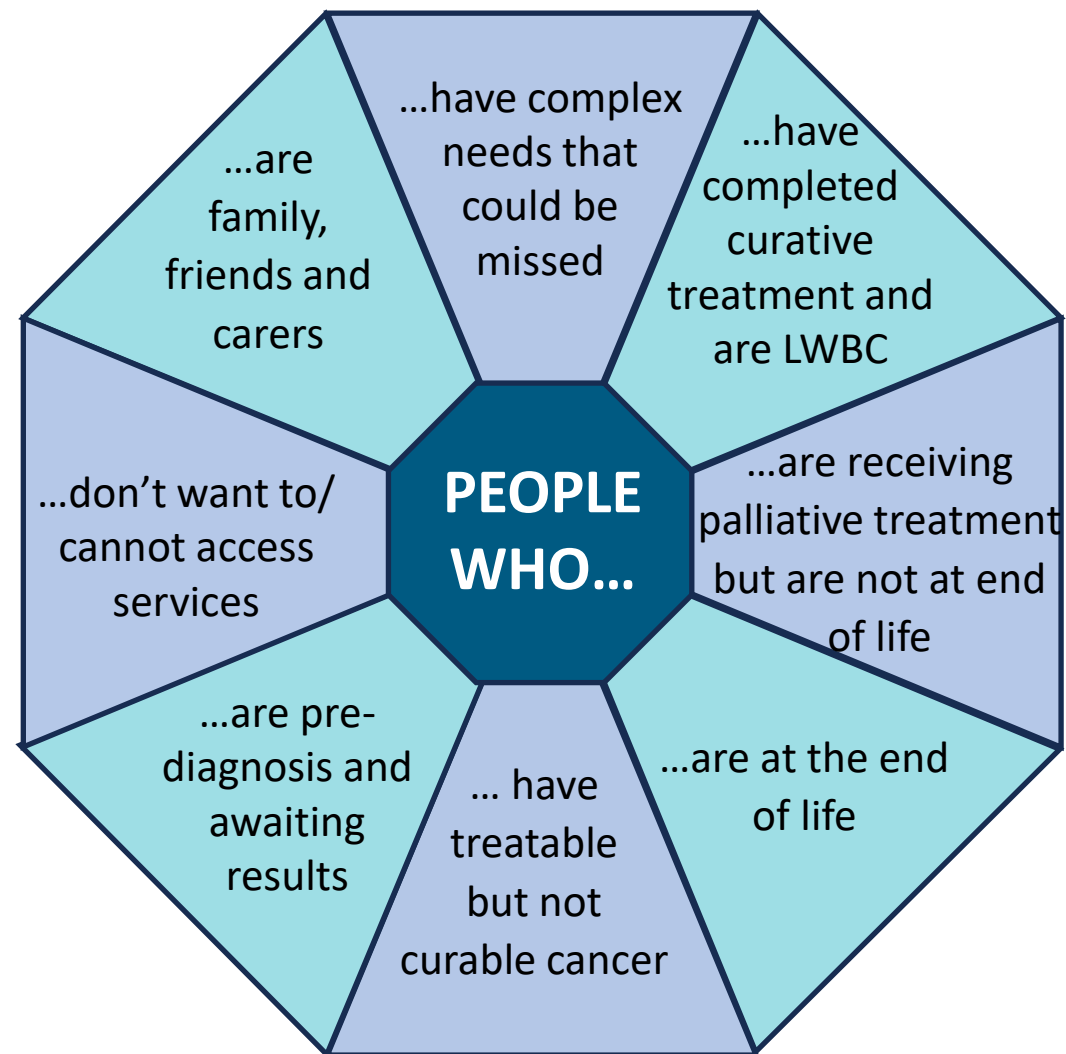 PEOPLE
WHO...
...have complex
needs that
could be
missed
...have
completed
curative
treatment and
are LWBC
...are receiving
palliative treatment
but are not at end
of life
...are at the end
of life
... have
treatable
but not
curable cancer
...are pre-
diagnosis and
awaiting
results
...don’t want to/
cannot access
services
...are
family,
friends and
carers